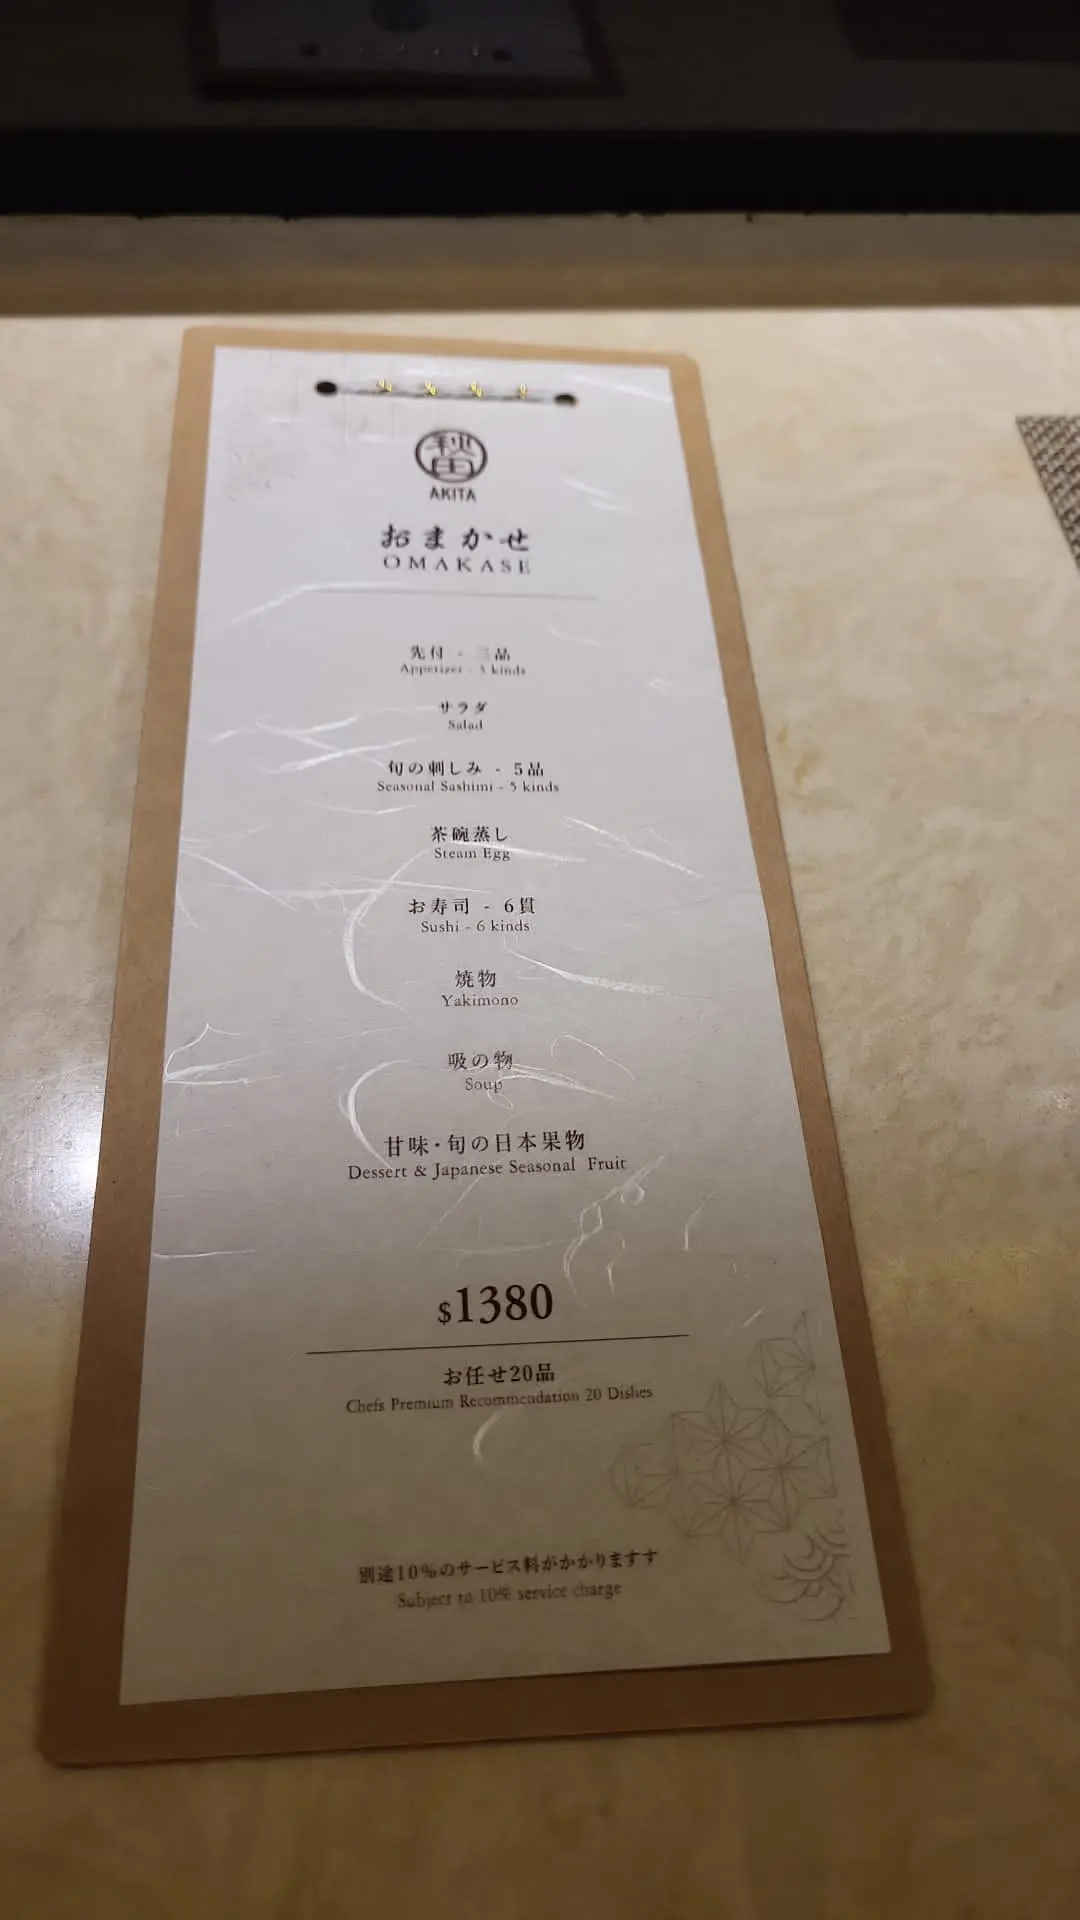 秋田
AKITA
おまかせ
OMAKASE
先付 - 三品
Appetizer - 3 kinds
サラダ
Salad
旬の刺しみ - 5品
Seasonal Sashimi - 5 kinds
茶碗蒸し
Steam Egg
お寿司 - 6貫
Sushi - 6 kinds
焼物
Yakimono
吸の物
Soup
甘味・旬の日本果物
Dessert & Japanese Seasonal Fruit
$1380
お任せ20品
Chefs Premium Recommendation 20 Dishes
別途10%のサービス料がかかりますす
Subject to 10% service charge